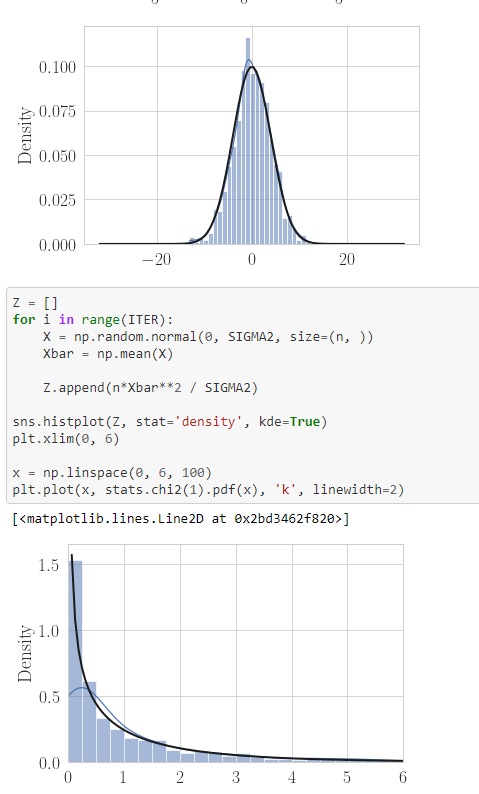 0.100
0.075
0.050
0.025
0.000
Density
−20 0 20
Z = []
for i in range(ITER):
    X = np.random.normal(0, SIGMA2, size=(n, ))
    Xbar = np.mean(X)
    Z.append(n*Xbar**2 / SIGMA2)
sns.histplot(Z, stat='density', kde=True)
plt.xlim(0, 6)
x = np.linspace(0, 6, 100)
plt.plot(x, stats.chi2(1).pdf(x), 'k', linewidth=2)
[<matplotlib.lines.Line2D at 0x2bd3462f820>]
1.5
1.0
0.5
0.0
Density
0 1 2 3 4 5 6